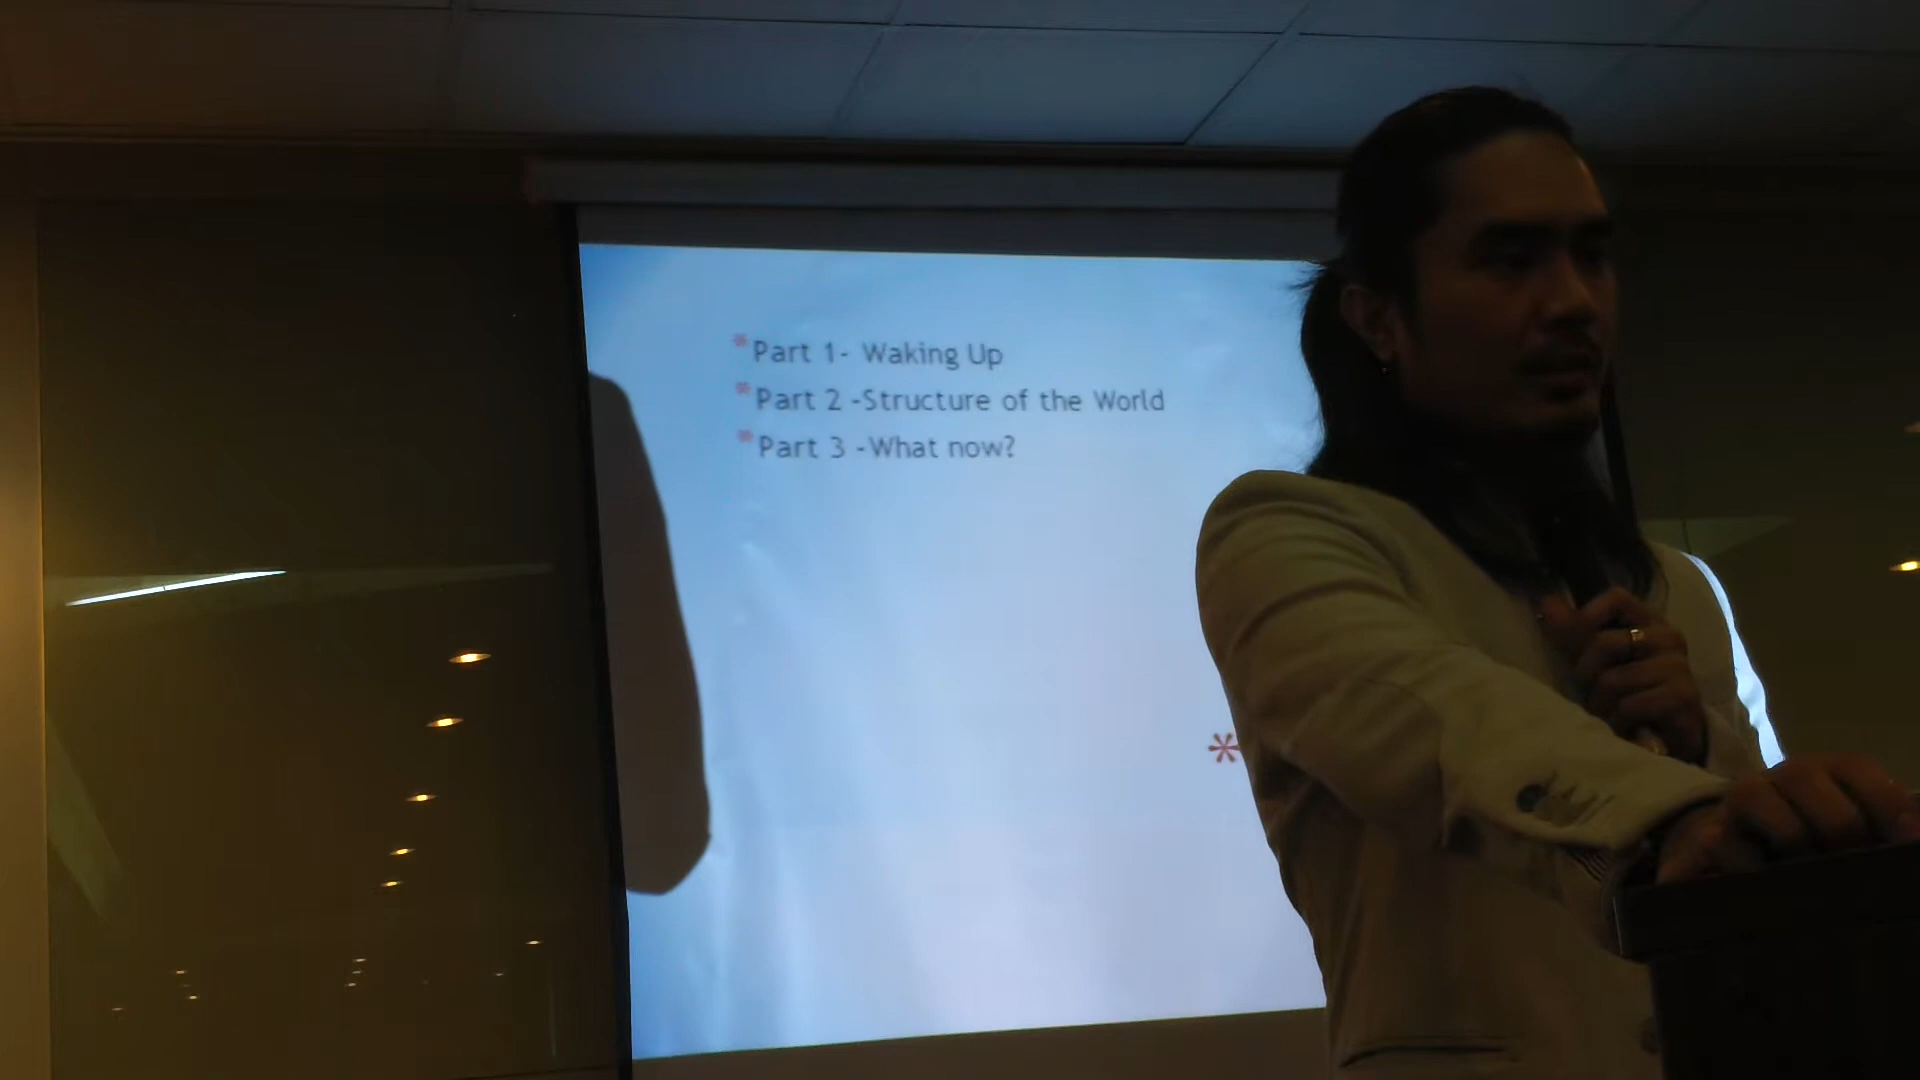 *Part 1- Waking Up
*Part 2 -Structure of the World
*Part 3 -What now?
*